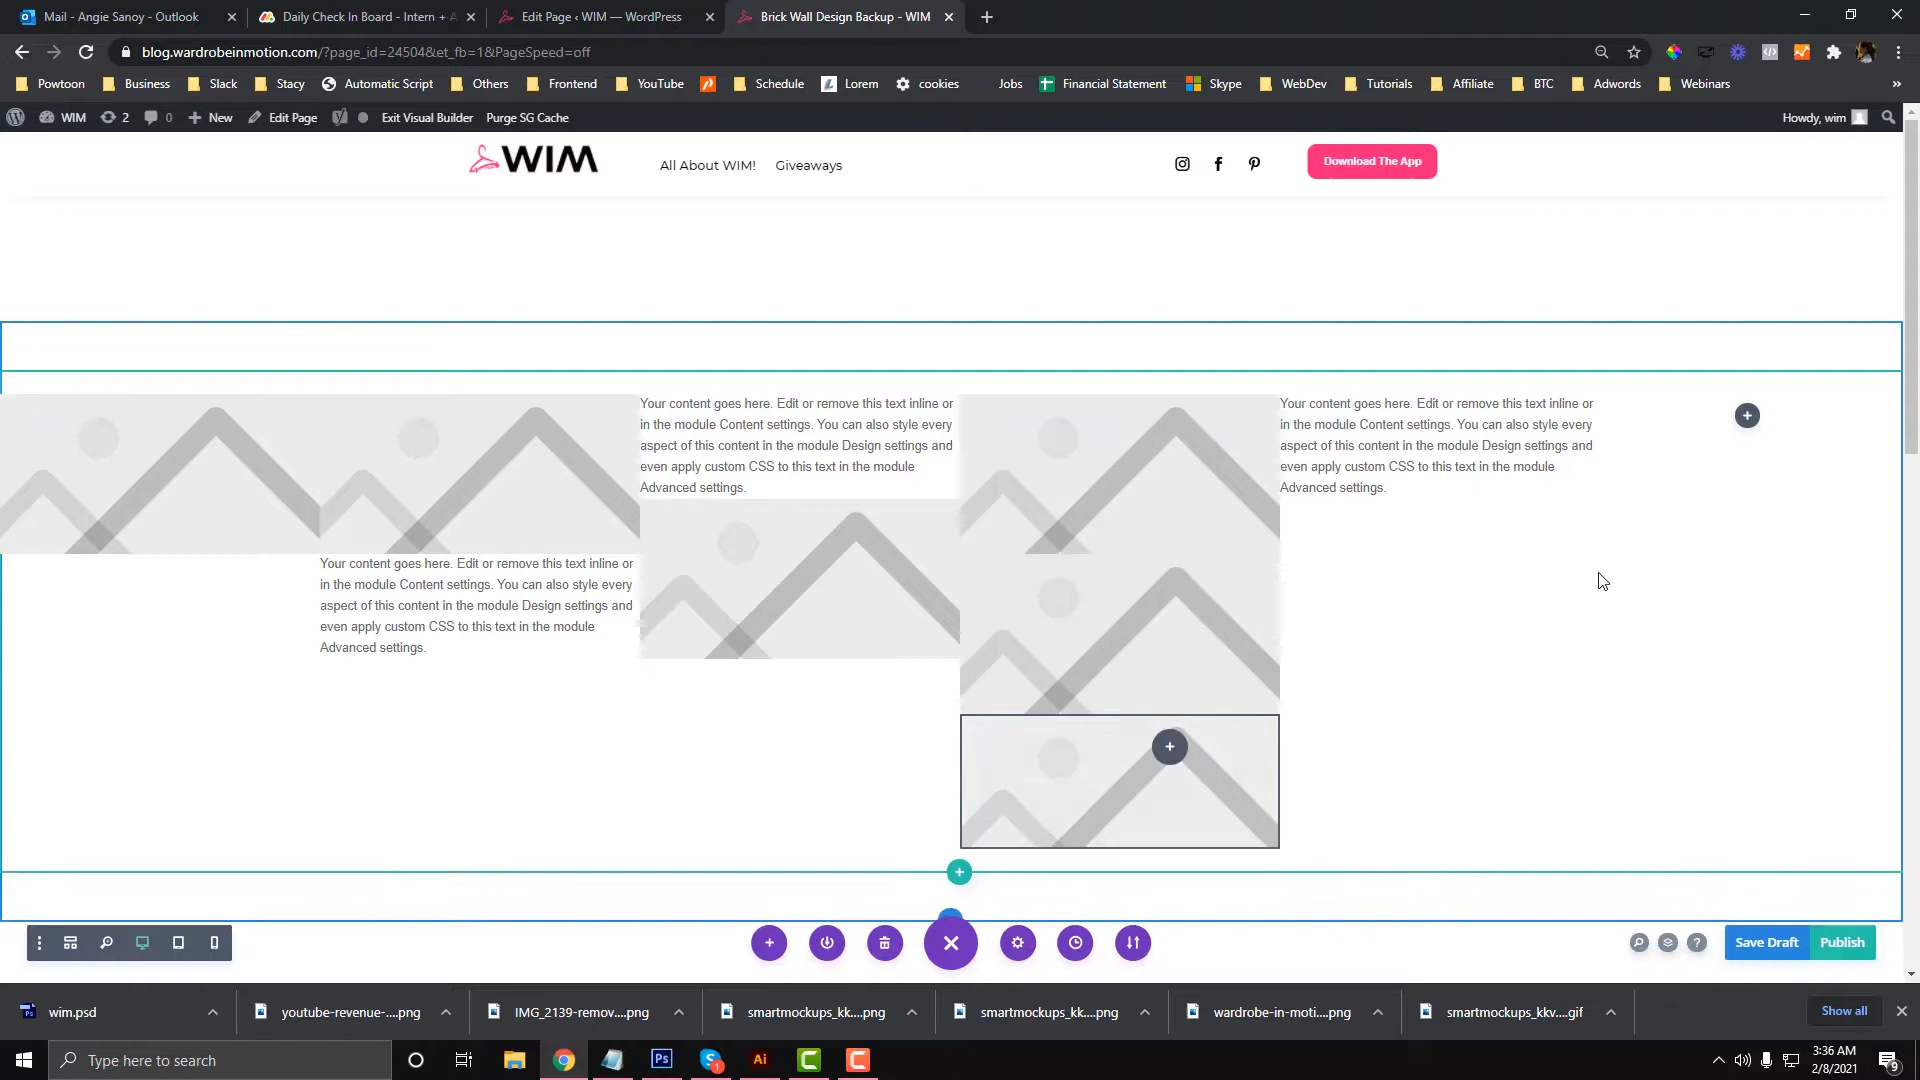 Mail - Angie Sanoy - Outlook
Daily Check In Board - Intern + A
Edit Page ‹ WIM — WordPress
Brick Wall Design Backup - WIM
blog.wardrobeinmotion.com/?page_id=24504&et_fb=1&PageSpeed=off
Powtoon
Business
Slack
Stacy
Automatic Script
Others
Frontend
YouTube
Schedule
Lorem
cookies
Jobs
Financial Statement
Skype
WebDev
Tutorials
Affiliate
BTC
Adwords
Webinars
»
WIM
2
0
New
Edit Page
Exit Visual Builder
Purge SG Cache
Howdy, wim
WIM
All About WIM!
Giveaways
Download The App
Your content goes here. Edit or remove this text inline or
in the module Content settings. You can also style every
aspect of this content in the module Design settings and
even apply custom CSS to this text in the module
Advanced settings.
Your content goes here. Edit or remove this text inline or
in the module Content settings. You can also style every
aspect of this content in the module Design settings and
even apply custom CSS to this text in the module
Advanced settings.
Your content goes here. Edit or remove this text inline or
in the module Content settings. You can also style every
aspect of this content in the module Design settings and
even apply custom CSS to this text in the module
Advanced settings.
Save Draft
Publish
wim.psd
youtube-revenue-....png
IMG_2139-remov....png
smartmockups_kk....png
smartmockups_kk....png
wardrobe-in-moti....png
smartmockups_kkv....gif
Show all
Type here to search
Ps
Ai
3:36 AM
2/8/2021
9